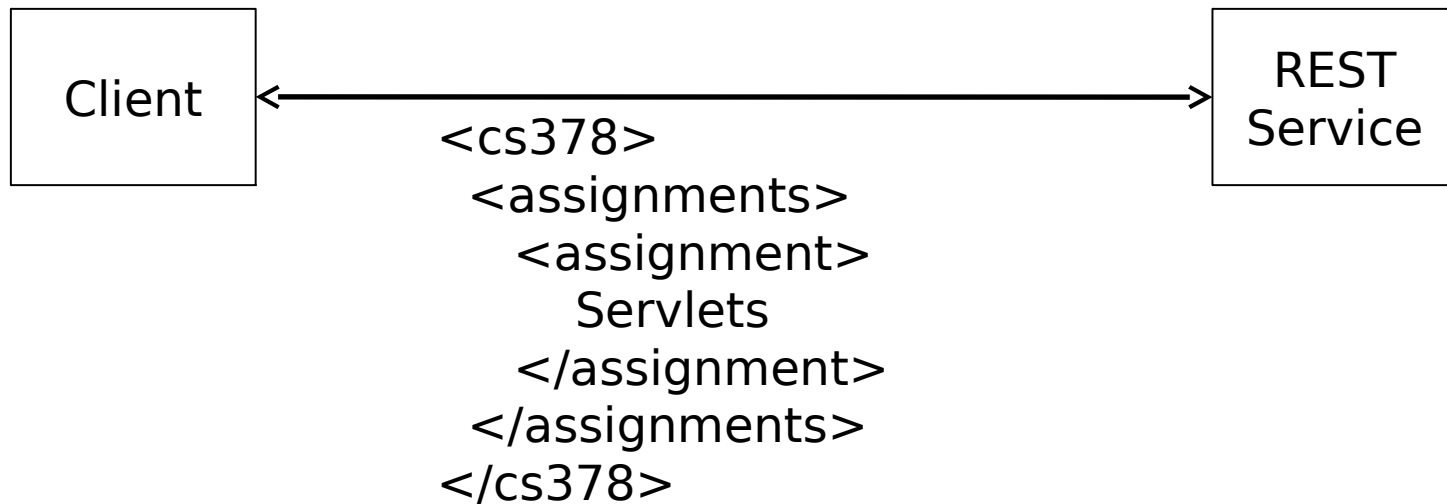 Client
REST
Service
<cs378>
<assignments>
<assignment>
Servlets
</assignment>
</assignments>
</cs378>